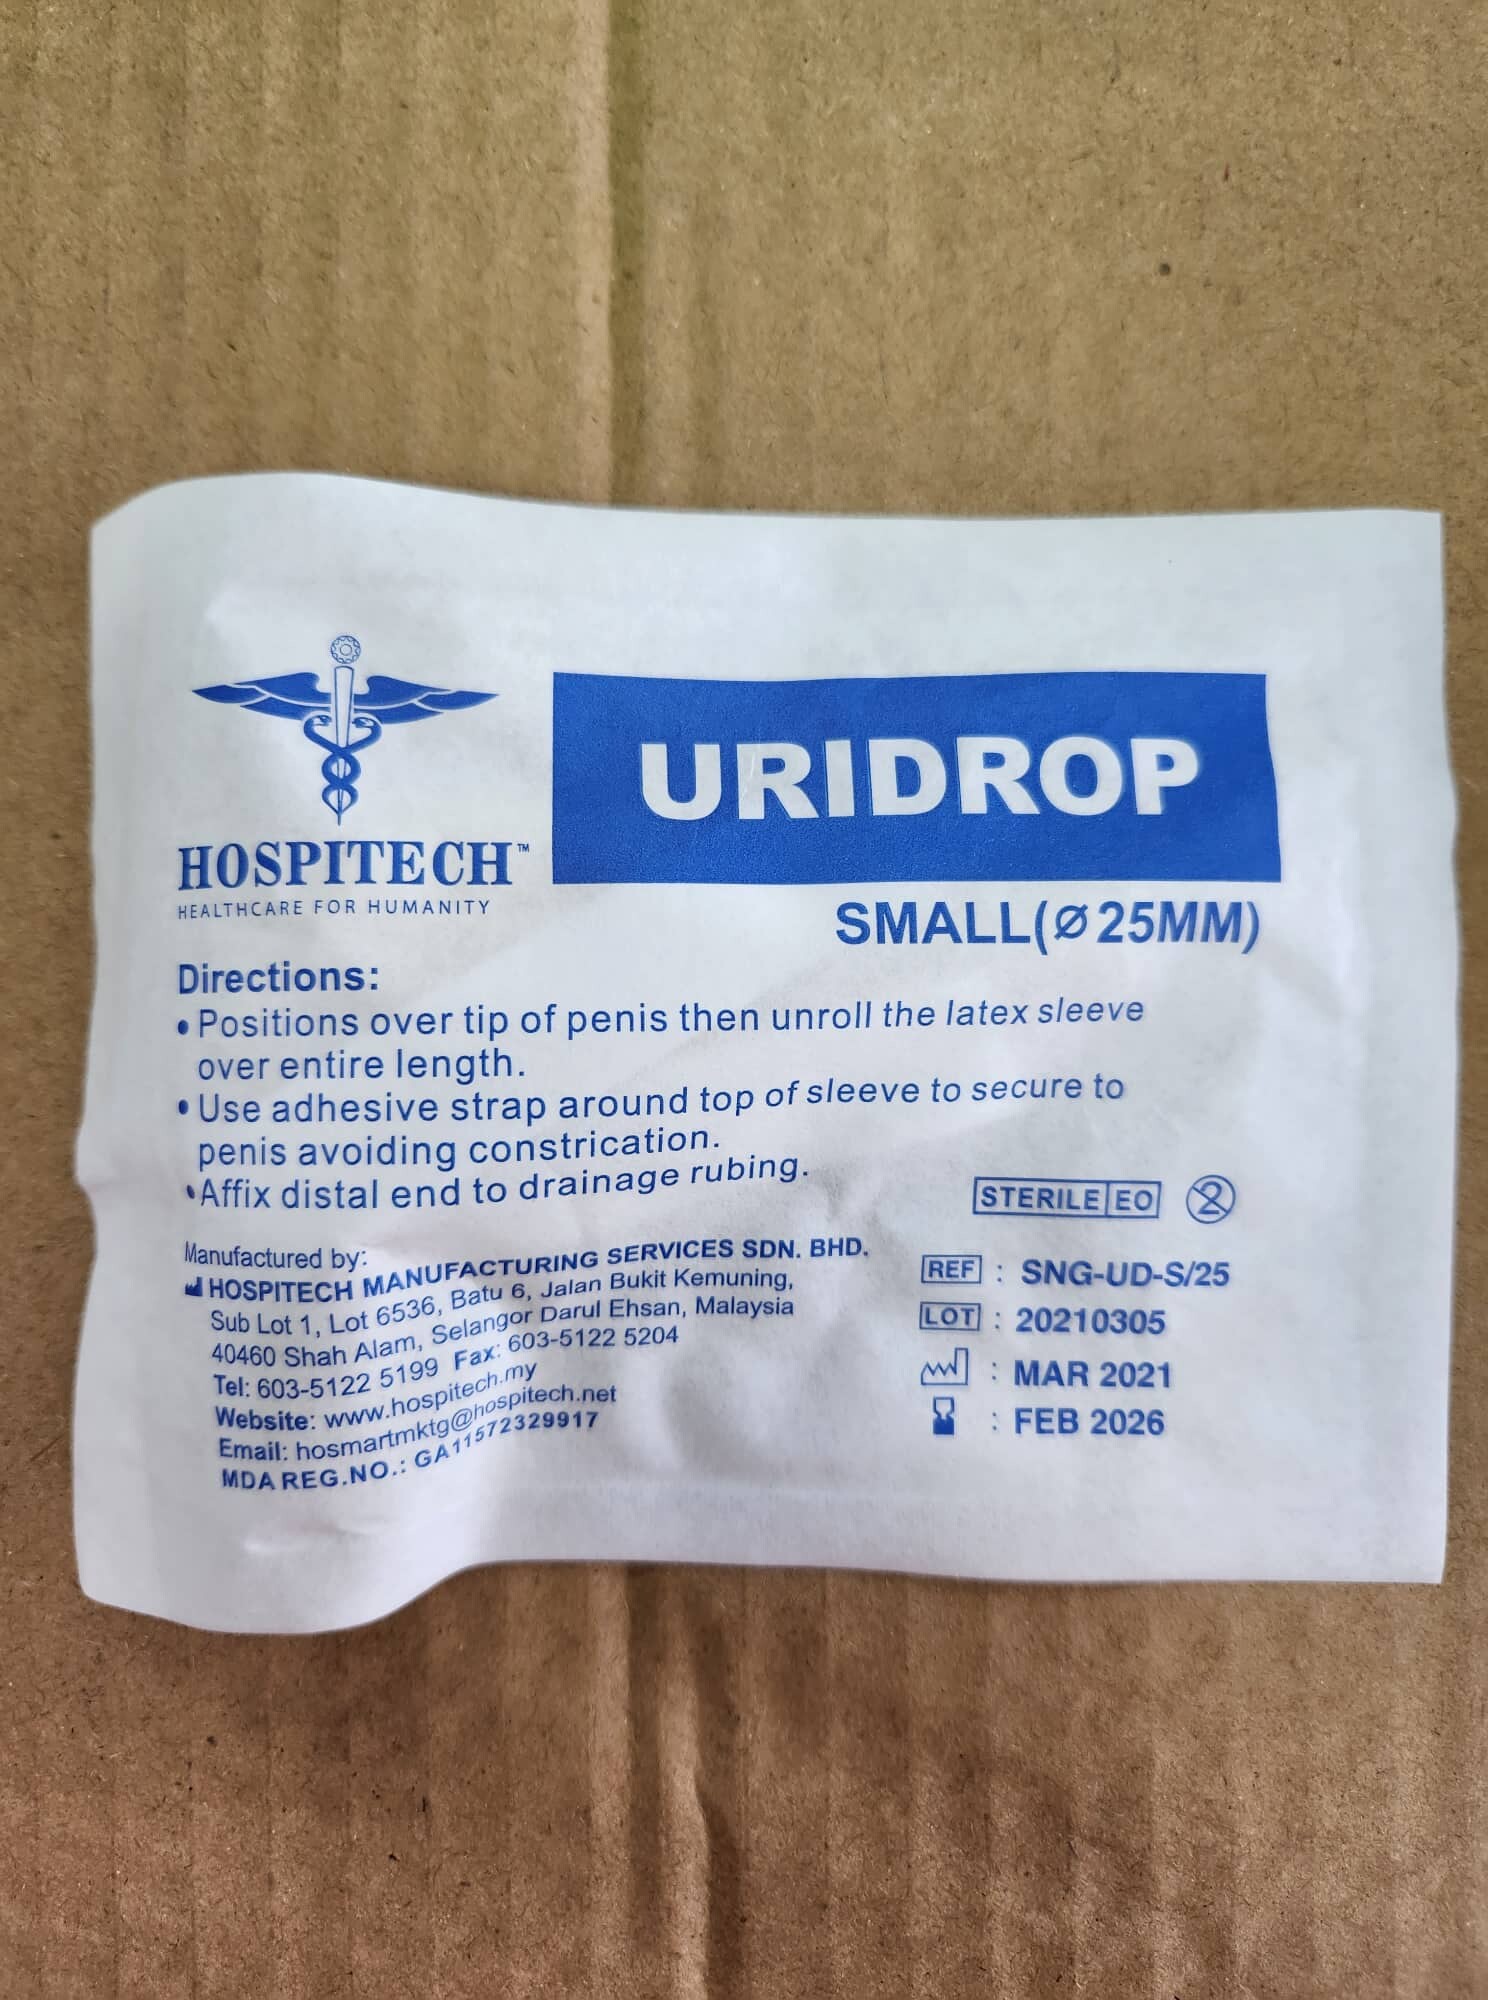 HOSPITECH™
HEALTHCARE FOR HUMANITY
URIDROP
SMALL(⌀ 25MM)
Directions:
• Positions over tip of penis then unroll the latex sleeve
over entire length.
• Use adhesive strap around top of sleeve to secure to
penis avoiding constrication.
• Affix distal end to drainage rubing.
STERILE EO
2
Manufactured by:
HOSPITECH MANUFACTURING SERVICES SDN. BHD.
Sub Lot 1, Lot 6536, Batu 6, Jalan Bukit Kemuning,
40460 Shah Alam, Selangor Darul Ehsan, Malaysia
Tel: 603-5122 5199 Fax: 603-5122 5204
Website: www.hospitech.my
Email: hosmartmktg@hospitech.net
MDA REG.NO.: GA11572329917
REF : SNG-UD-S/25
LOT : 20210305
: MAR 2021
: FEB 2026